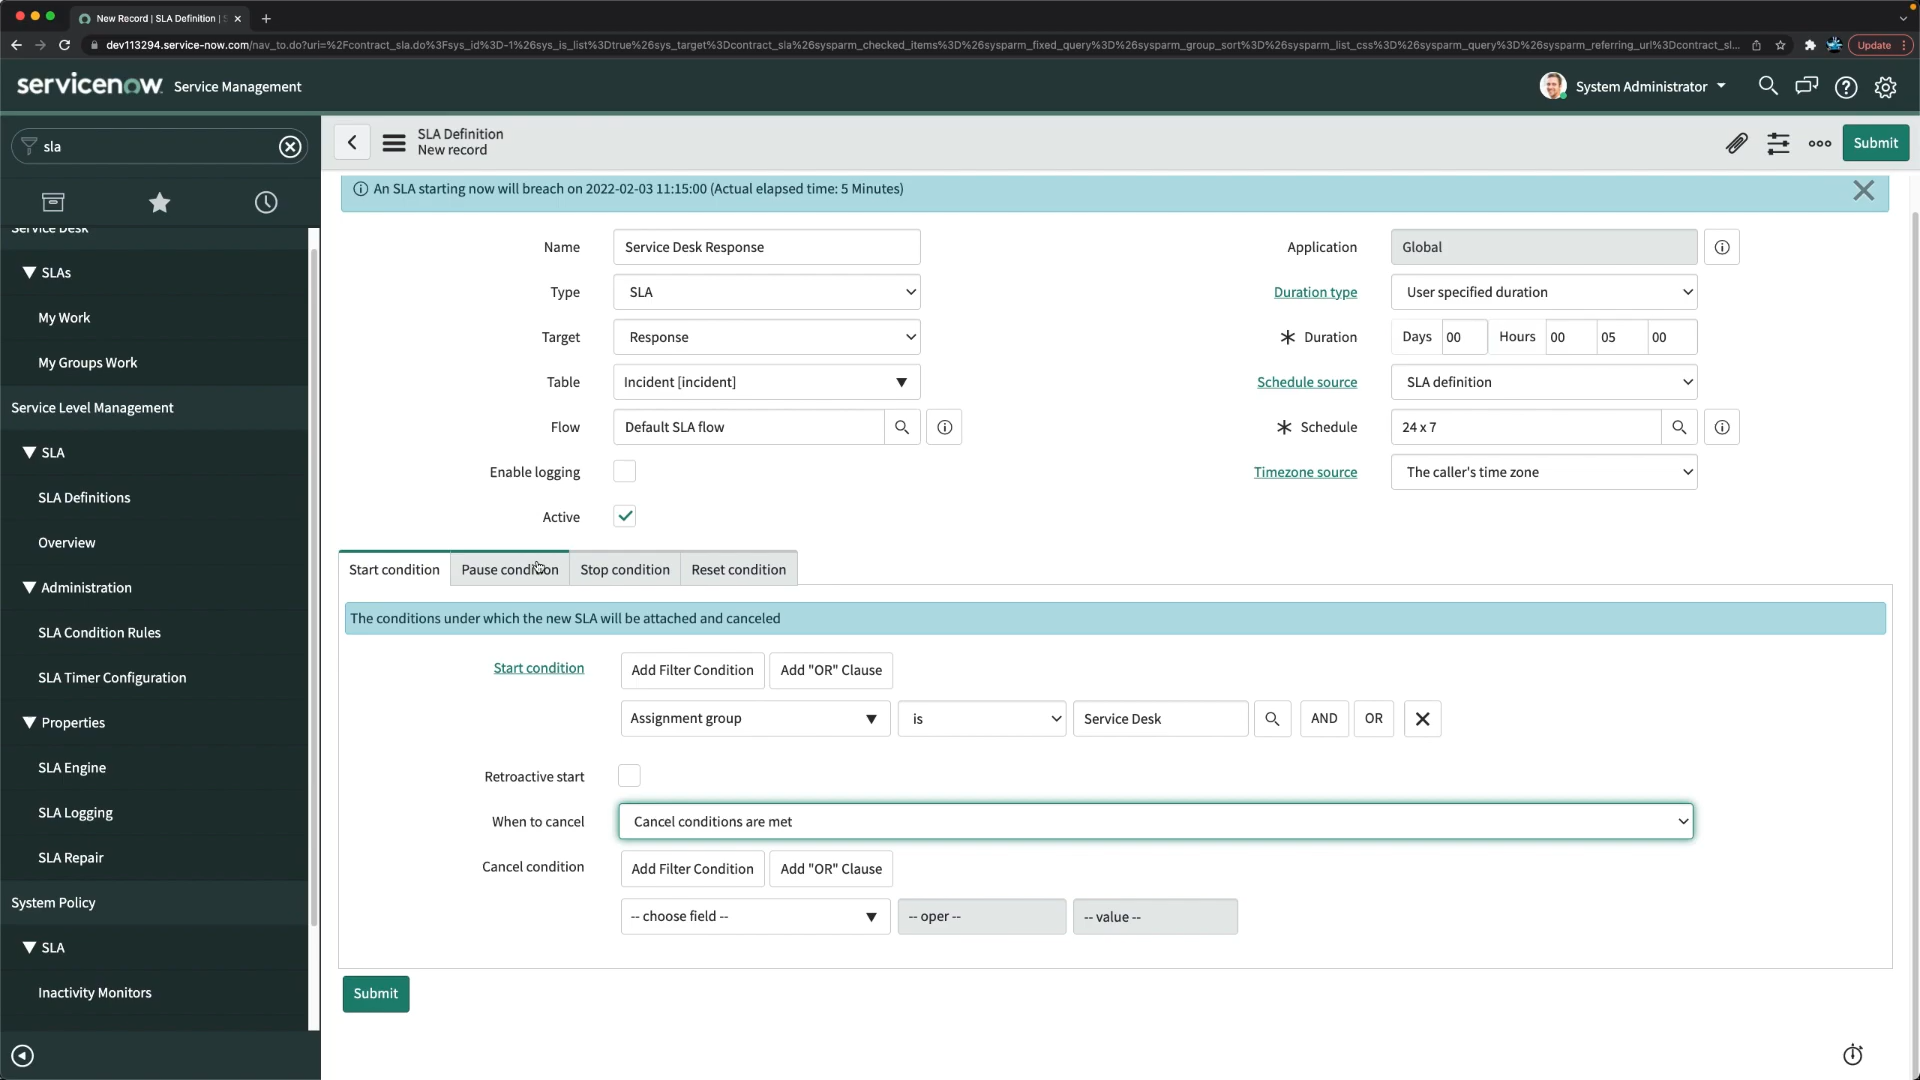 New Record | SLA Definition | S
dev113294.service-now.com/nav_to.do?uri=%2Fcontract_sla.do%3Fsys_id%3D-1%26sys_is_list%3Dtrue%26sys_target%3Dcontract_sla%26sysparm_checked_items%3D%26sysparm_fixed_query%3D%26sysparm_group_sort%3D%26sysparm_list_css%3D%26sysparm_query%3D%26sysparm_referring_url%3Dcontract_sl...
Update
servicenow Service Management
System Administrator
sla
SLA Definition
New record
Submit
An SLA starting now will breach on 2022-02-03 11:15:00 (Actual elapsed time: 5 Minutes)
Service Desk
SLAs
My Work
My Groups Work
Service Level Management
SLA
SLA Definitions
Overview
Administration
SLA Condition Rules
SLA Timer Configuration
Properties
SLA Engine
SLA Logging
SLA Repair
System Policy
SLA
Inactivity Monitors
Name Service Desk Response
Application Global
Type SLA
Duration type User specified duration
Target Response
Duration Days 00 Hours 00 05 00
Table Incident [incident]
Schedule source SLA definition
Flow Default SLA flow
Schedule 24 x 7
Enable logging
Timezone source The caller's time zone
Active
Start condition Pause condition Stop condition Reset condition
The conditions under which the new SLA will be attached and canceled
Start condition Add Filter Condition Add "OR" Clause
Assignment group is Service Desk AND OR
Retroactive start
When to cancel Cancel conditions are met
Cancel condition Add Filter Condition Add "OR" Clause
-- choose field -- -- oper -- -- value --
Submit